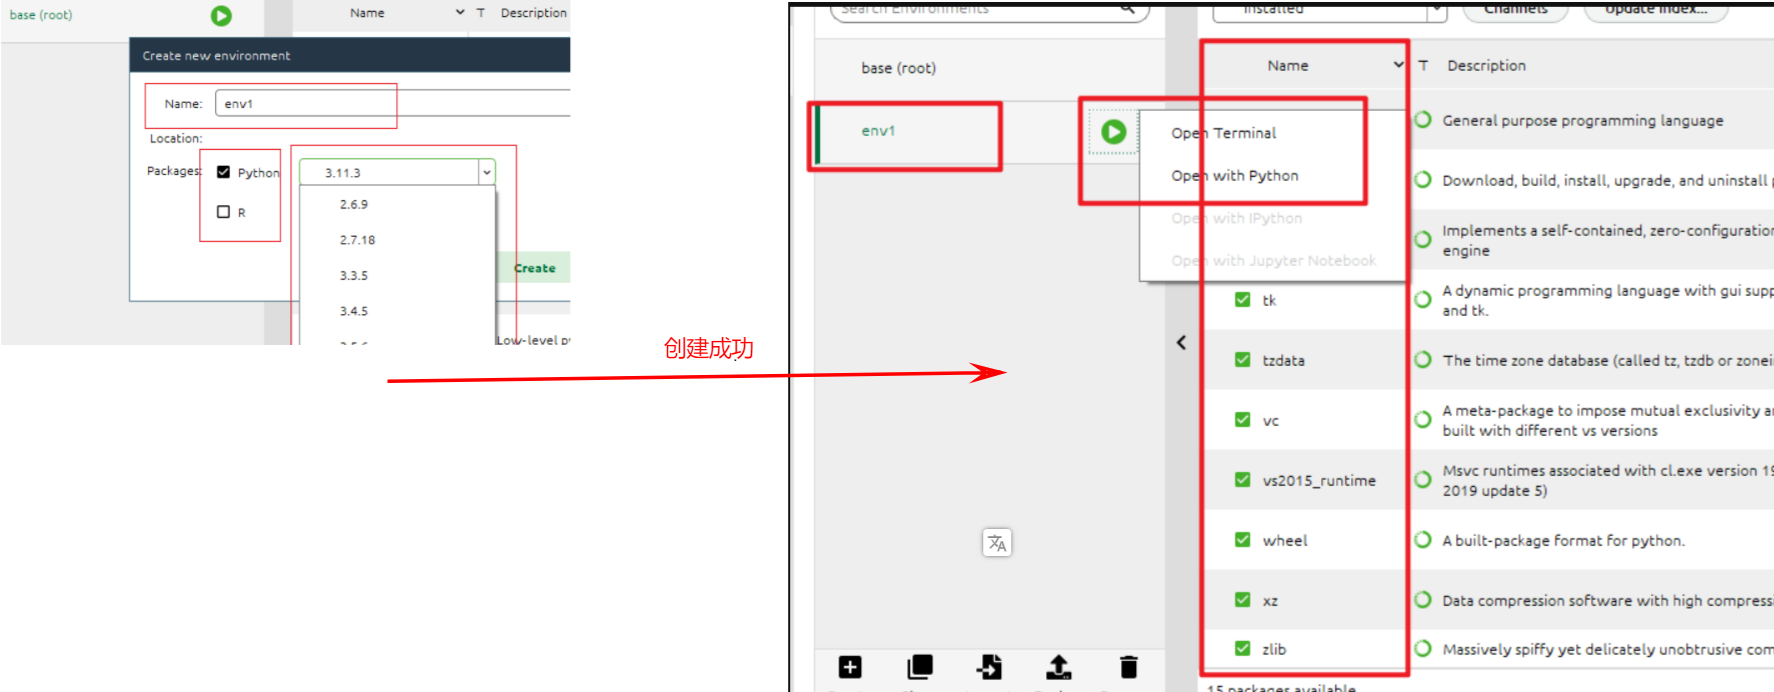 base (root)
Name
T
Description
Create new environment
Name:
env1
Location:
Packages:
Python
3.11.3
R
2.6.9
2.7.18
3.3.5
3.4.5
Create
Low-level
创建成功
Search Environments
Installed
Channels
Update index...
base (root)
Name
T
Description
env1
Open Terminal
Open with Python
Open with IPython
Open with Jupyter Notebook
General purpose programming language
Download, build, install, upgrade, and uninstall
Implements a self-contained, zero-configuration
engine
tk
A dynamic programming language with gui
and tk.
tzdata
The time zone database (called tz, tzdb or
vc
A meta-package to impose mutual exclusivity
built with different vs versions
vs2015_runtime
Msvc runtimes associated with cl.exe version
2019 update 5)
wheel
A built-package format for python.
xz
Data compression software with high
zlib
Massively spiffy yet delicately unobtrusive
15 packages available